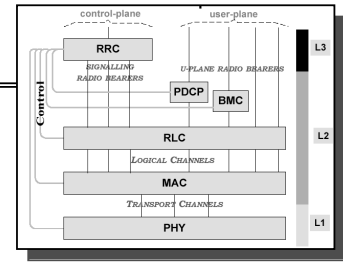 control-plane
user-plane
RRC
L3
SIGNALLING
RADIO BEARERS
U-PLANE RADIO BEARERS
Control
PDCP
BMC
RLC
L2
LOGICAL CHANNELS
MAC
TRANSPORT CHANNELS
PHY
L1